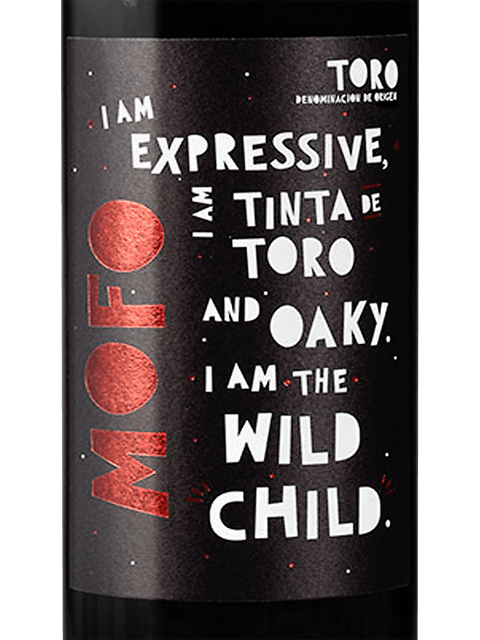 TORO
DENOMINACIÓN DE ORIGEN
I AM
EXPRESSIVE,
I AM
TINTA DE
TORO
AND OAKY.
I AM THE
WILD
CHILD.
MOFO